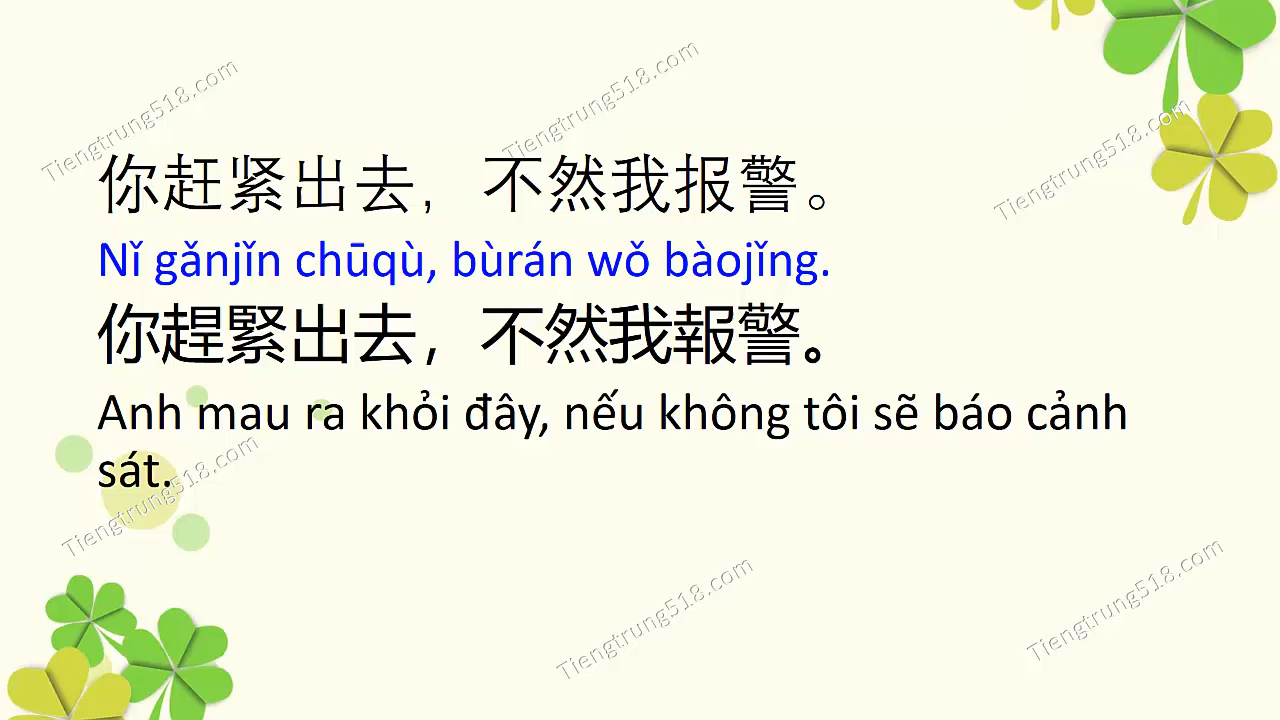 Tiengtrung518.com
Tiengtrung518.com
Tiengtrung518.com
你赶紧出去，不然我报警。
Nǐ gǎnjǐn chūqù, bùrán wǒ bàojǐng.
你趕緊出去，不然我報警。
Anh mau ra khỏi đây, nếu không tôi sẽ báo cảnh
sát.
Tiengtrung518.com
Tiengtrung518.com
Tiengtrung518.com